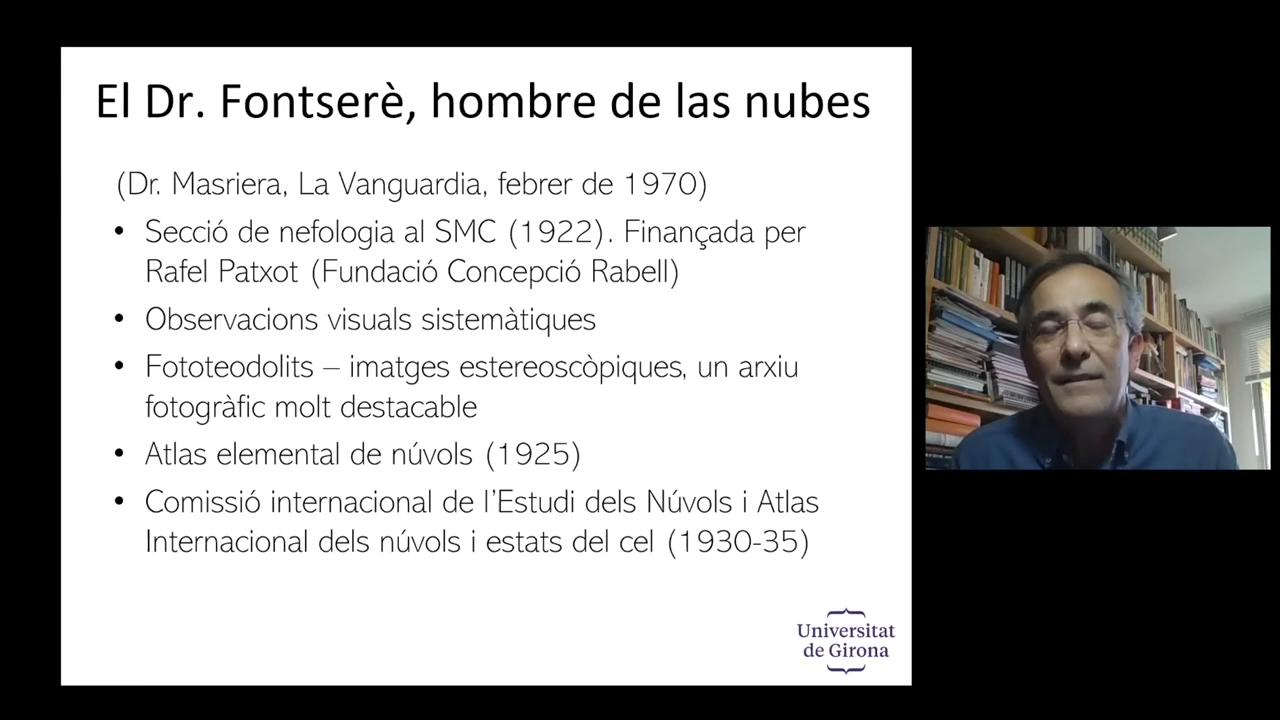 El Dr. Fontserè, hombre de las nubes
(Dr. Masriera, La Vanguardia, febrer de 1970)
• Secció de nefologia al SMC (1922). Finançada per
Rafel Patxot (Fundació Concepció Rabell)
• Observacions visuals sistemàtiques
• Fototeodolits – imatges estereoscòpiques, un arxiu
fotogràfic molt destacable
• Atlas elemental de núvols (1925)
• Comissió internacional de l'Estudi dels Núvols i Atlas
Internacional dels núvols i estats del cel (1930-35)
Universitat
de Girona